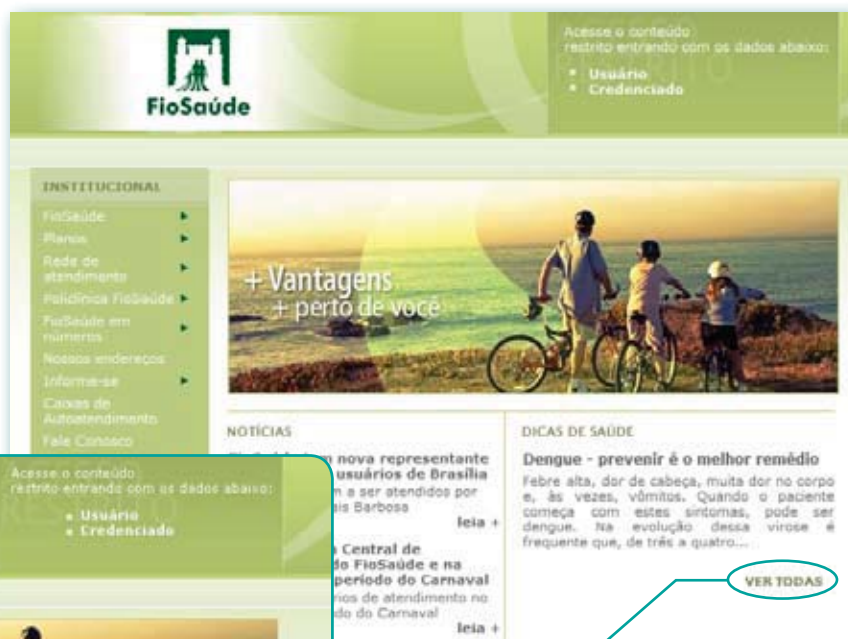 FioSaúde
Acesse o conteúdo
restrito entrando com os dados abaixo:
Usuário
Credenciado
INSTITUCIONAL
FioSaúde
Planos
Rede de
atendimento
Policlínica FioSaúde
FioSaúde em
números
Nossos endereços
Informe-se
Caixas de
Autoatendimento
Fale Conosco
+ Vantagens
+ perto de você
NOTÍCIAS
nova representante
usuários de Brasília
a ser atendidos por
Barbosa
leia +
Central de
FioSaúde e na
período do Carnaval
de atendimento no
do Carnaval
leia +
DICAS DE SAÚDE
Dengue - prevenir é o melhor remédio
Febre alta, dor de cabeça, muita dor no corpo
e, às vezes, vômitos. Quando o paciente
começa com estes sintomas, pode ser
dengue. Na evolução dessa virose é
frequente que, de três a quatro...
VER TODAS
Acesse o conteúdo
restrito entrando com os dados abaixo:
Usuário
Credenciado